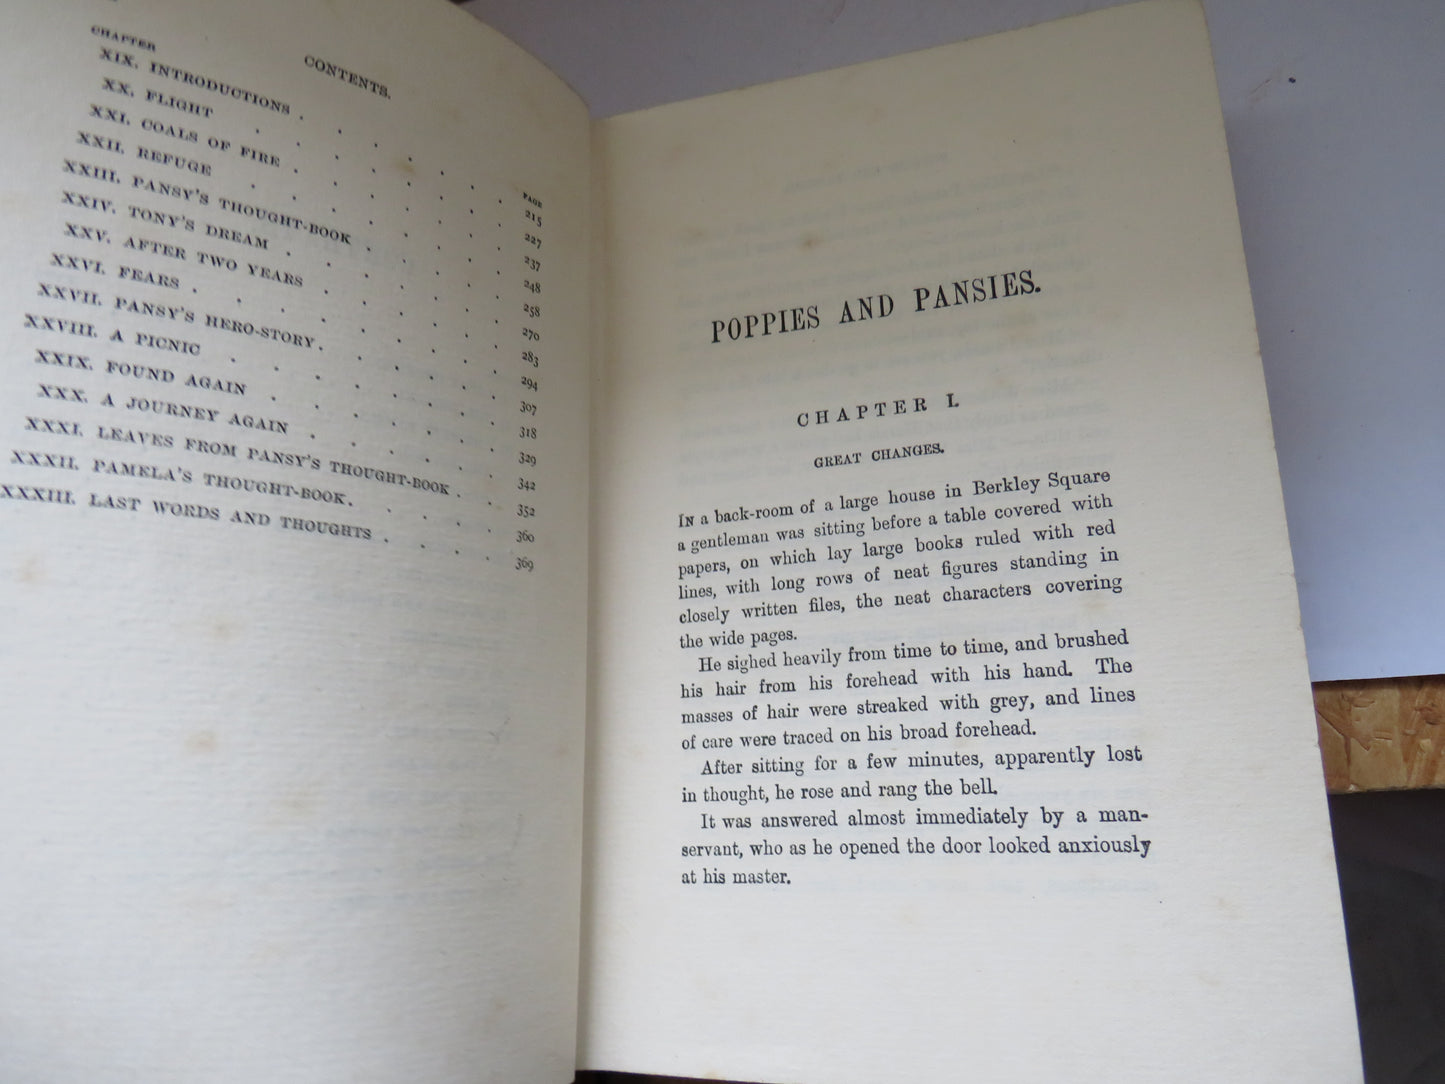 CONTENTS.
CHAPTER
PAGE
XIX. INTRODUCTIONS . . . . . . 215
XX. FLIGHT . . . . . . . 227
XXI. COALS OF FIRE . . . . . . 237
XXII. REFUGE . . . . . . . 248
XXIII. PANSY'S THOUGHT-BOOK . . . . . 258
XXIV. TONY'S DREAM . . . . . . 270
XXV. AFTER TWO YEARS . . . . . . 283
XXVI. FEARS . . . . . . . 294
XXVII. PANSY'S HERO-STORY . . . . . 307
XXVIII. A PICNIC . . . . . . 318
XXIX. FOUND AGAIN . . . . . . 329
XXX. A JOURNEY AGAIN . . . . . 342
XXXI. LEAVES FROM PANSY'S THOUGHT-BOOK . . 352
XXXII. PAMELA'S THOUGHT-BOOK . . . . . 360
XXXIII. LAST WORDS AND THOUGHTS . . . . 369
POPPIES AND PANSIES.
CHAPTER I.
GREAT CHANGES.
IN a back-room of a large house in Berkley Square
a gentleman was sitting before a table covered with
papers, on which lay large books ruled with red
lines, with long rows of neat figures standing in
closely written files, the neat characters covering
the wide pages.
He sighed heavily from time to time, and brushed
his hair from his forehead with his hand. The
masses of hair were streaked with grey, and lines
of care were traced on his broad forehead.
After sitting for a few minutes, apparently lost
in thought, he rose and rang the bell.
It was answered almost immediately by a man-
servant, who as he opened the door looked anxiously
at his master.